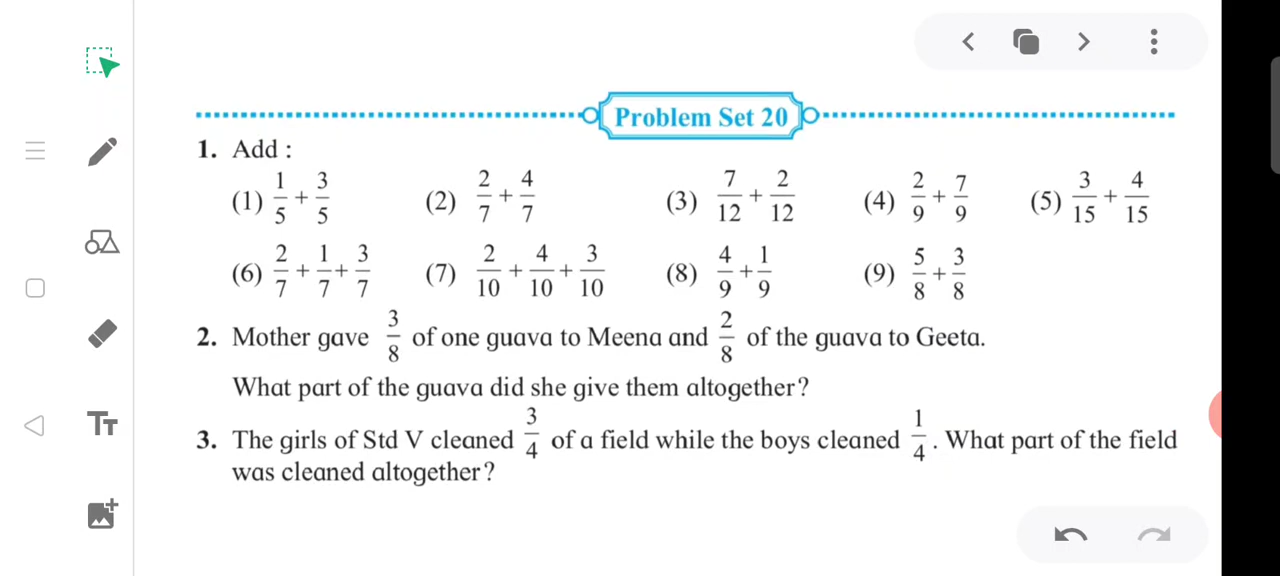 Problem Set 20
1. Add :
(1) 1/5 + 3/5 (2) 2/7 + 4/7 (3) 7/12 + 2/12 (4) 2/9 + 7/9 (5) 3/15 + 4/15
(6) 2/7 + 1/7 + 3/7 (7) 2/10 + 4/10 + 3/10 (8) 4/9 + 1/9 (9) 5/8 + 3/8
2. Mother gave 3/8 of one guava to Meena and 2/8 of the guava to Geeta.
What part of the guava did she give them altogether?
3. The girls of Std V cleaned 3/4 of a field while the boys cleaned 1/4. What part of the field
was cleaned altogether?
TT